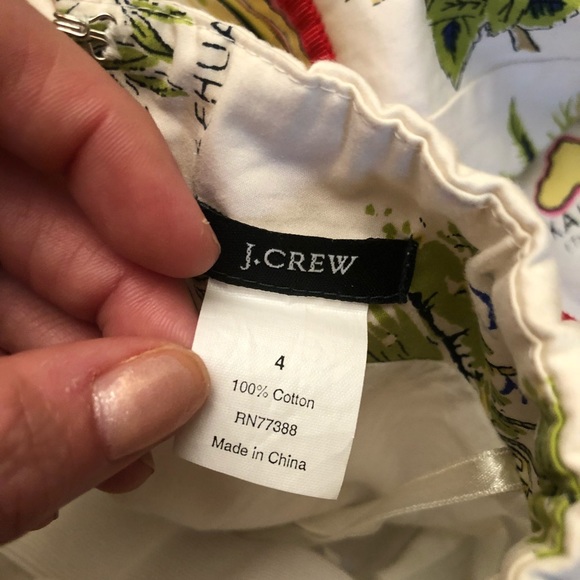 J.CREW
4
100% Cotton
RN77388
Made in China